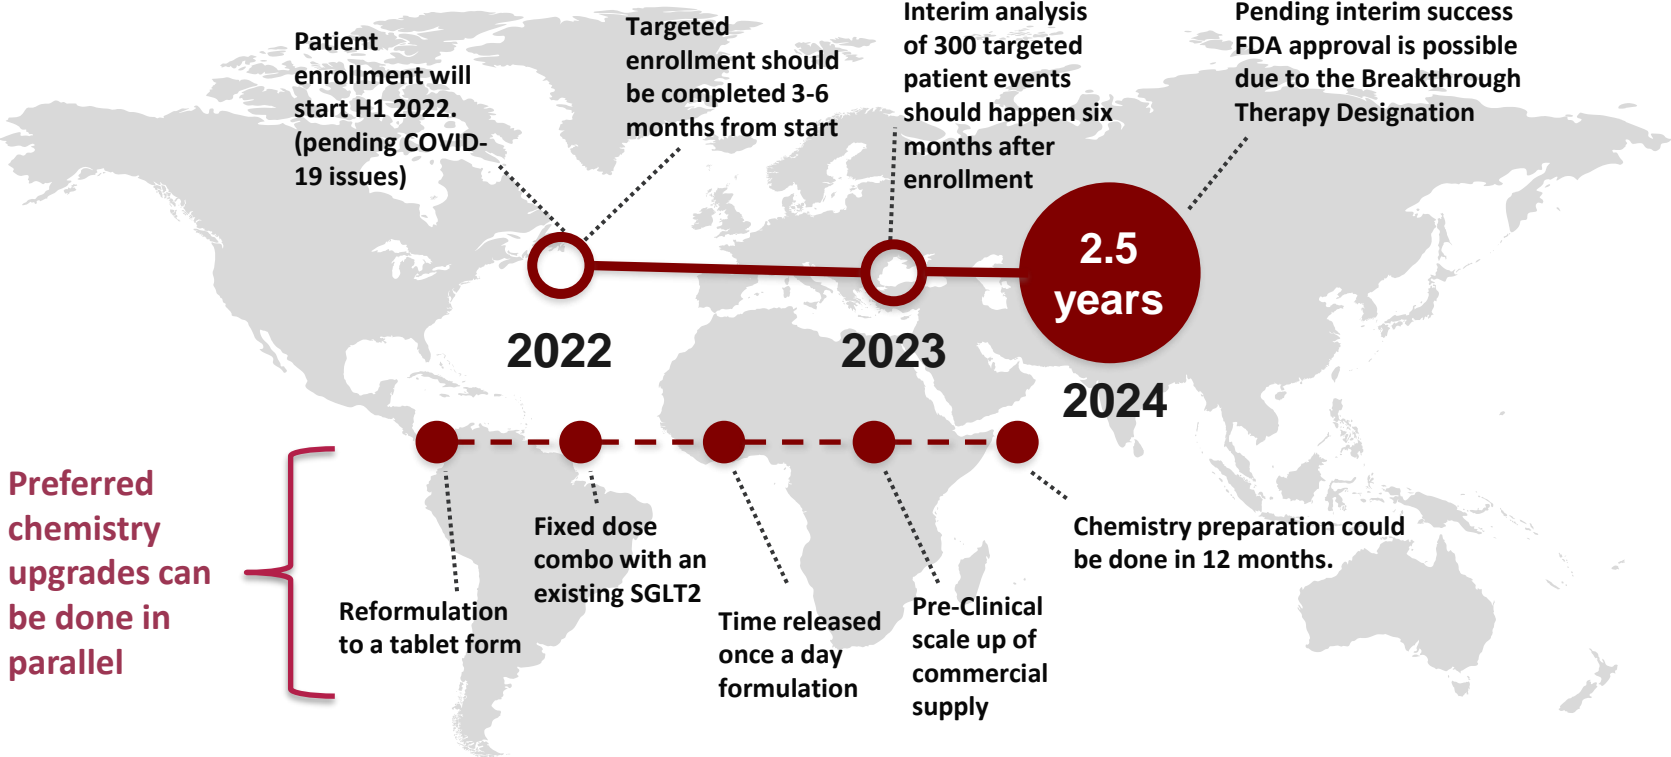 Patient
enrollment will
start H1 2022.
(pending COVID-
19 issues)
Targeted
enrollment should
be completed 3-6
months from start
Interim analysis
of 300 targeted
patient events
should happen six
months after
enrollment
Pending interim success
FDA approval is possible
due to the Breakthrough
Therapy Designation
2.5
years
2022
2023
2024
Preferred
chemistry
upgrades can
be done in
parallel
Reformulation
to a tablet form
Fixed dose
combo with an
existing SGLT2
Time released
once a day
formulation
Pre-Clinical
scale up of
commercial
supply
Chemistry preparation could
be done in 12 months.